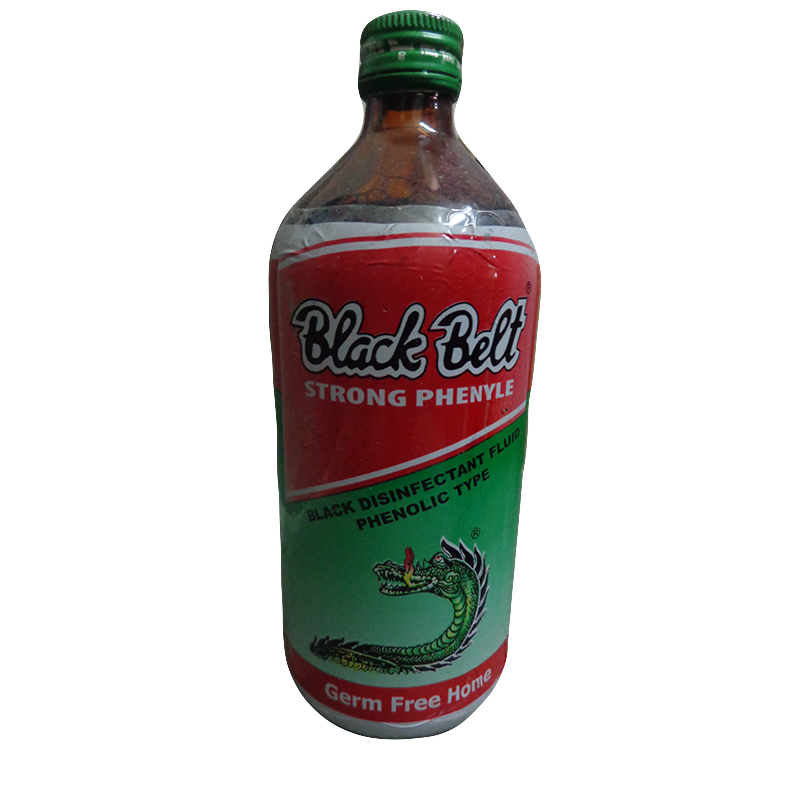 ®
Black Belt
STRONG PHENYLE
BLACK DISINFECTANT FLUID
PHENOLIC TYPE
®
Germ Free Home